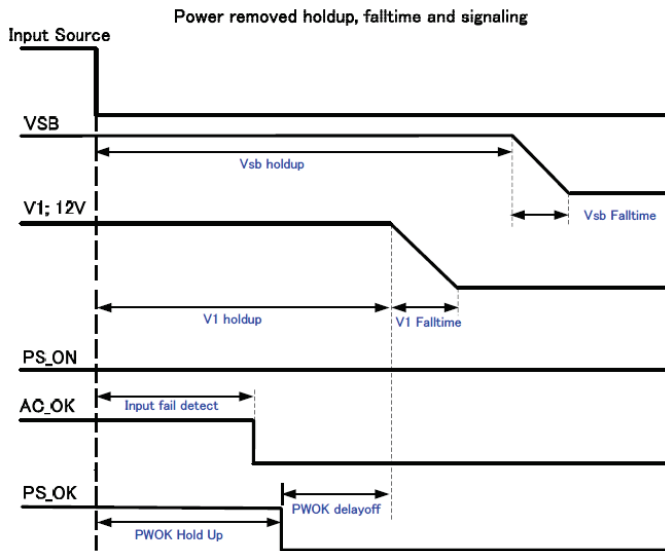 Power removed holdup, falltime and signaling
Input Source
VSB
Vsb holdup
Vsb Falltime
V1; 12V
V1 holdup
V1 Falltime
PS_ON
Input fail detect
AC_OK
PS_OK
PWOK delayoff
PWOK Hold Up